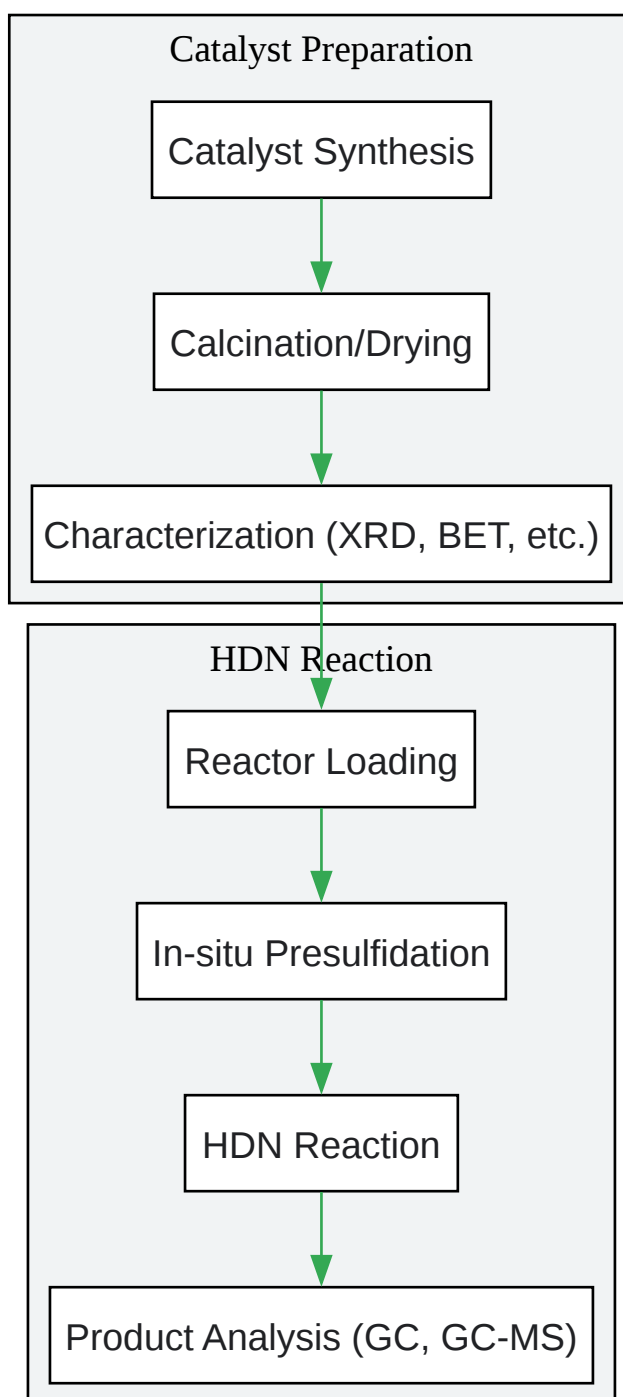 Catalyst Preparation
Catalyst Synthesis
Calcination/Drying
Characterization (XRD, BET, etc.)
HDN Reaction
Reactor Loading
In-situ Presulfidation
HDN Reaction
Product Analysis (GC, GC-MS)